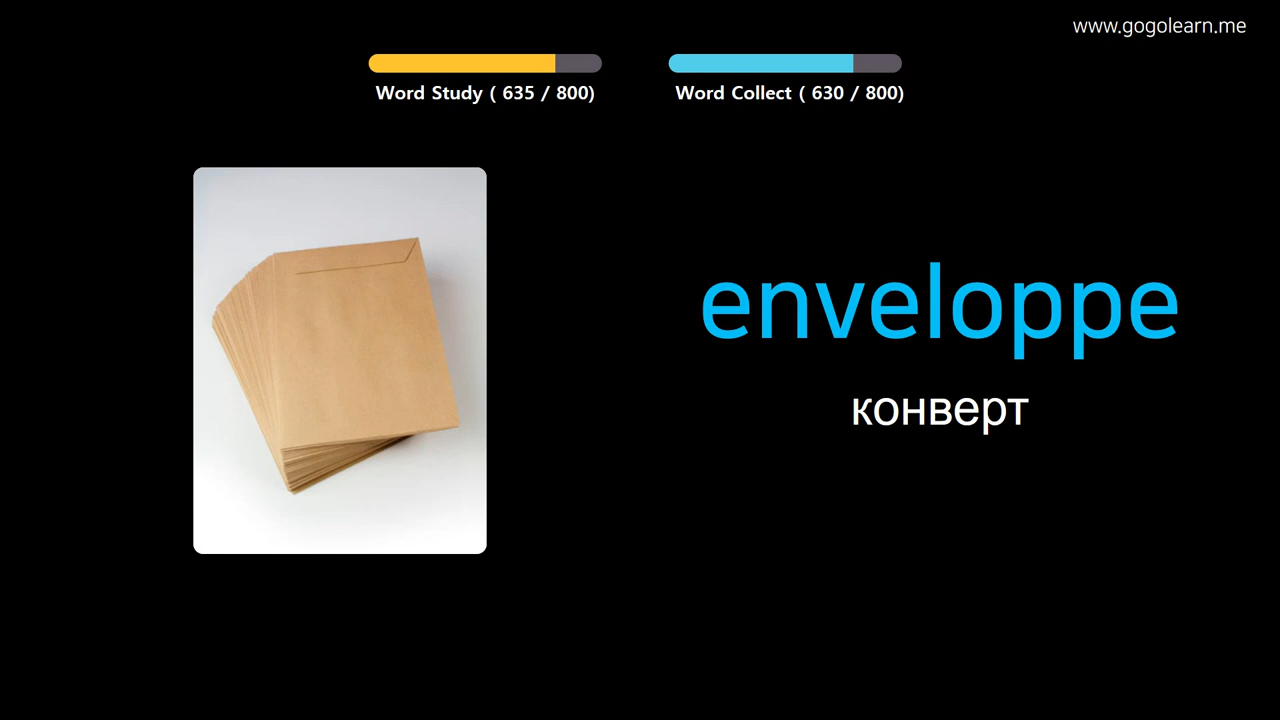 www.gogolearn.me
Word Study ( 635 / 800)
Word Collect ( 630 / 800)
enveloppe
конверт